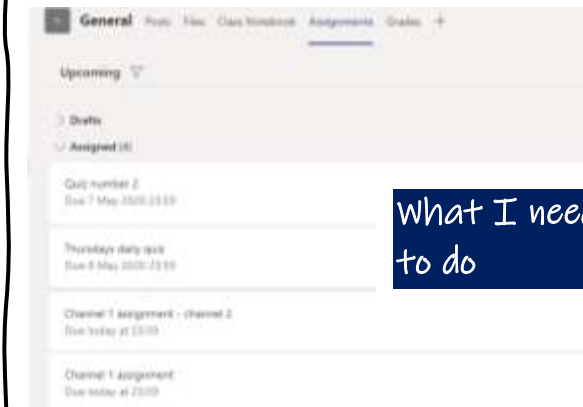 General Posts Files Class Notebook Assignments Grades +
Upcoming
Drafts
Assigned (4)
Quiz number 2
Due 7 May 2020 23:59
Thursdays daily quiz
Due 8 May 2020 23:59
What I need
to do
Channel 1 assignment - channel 2
Due today at 23:59
Channel 1 assignment
Due today at 23:59